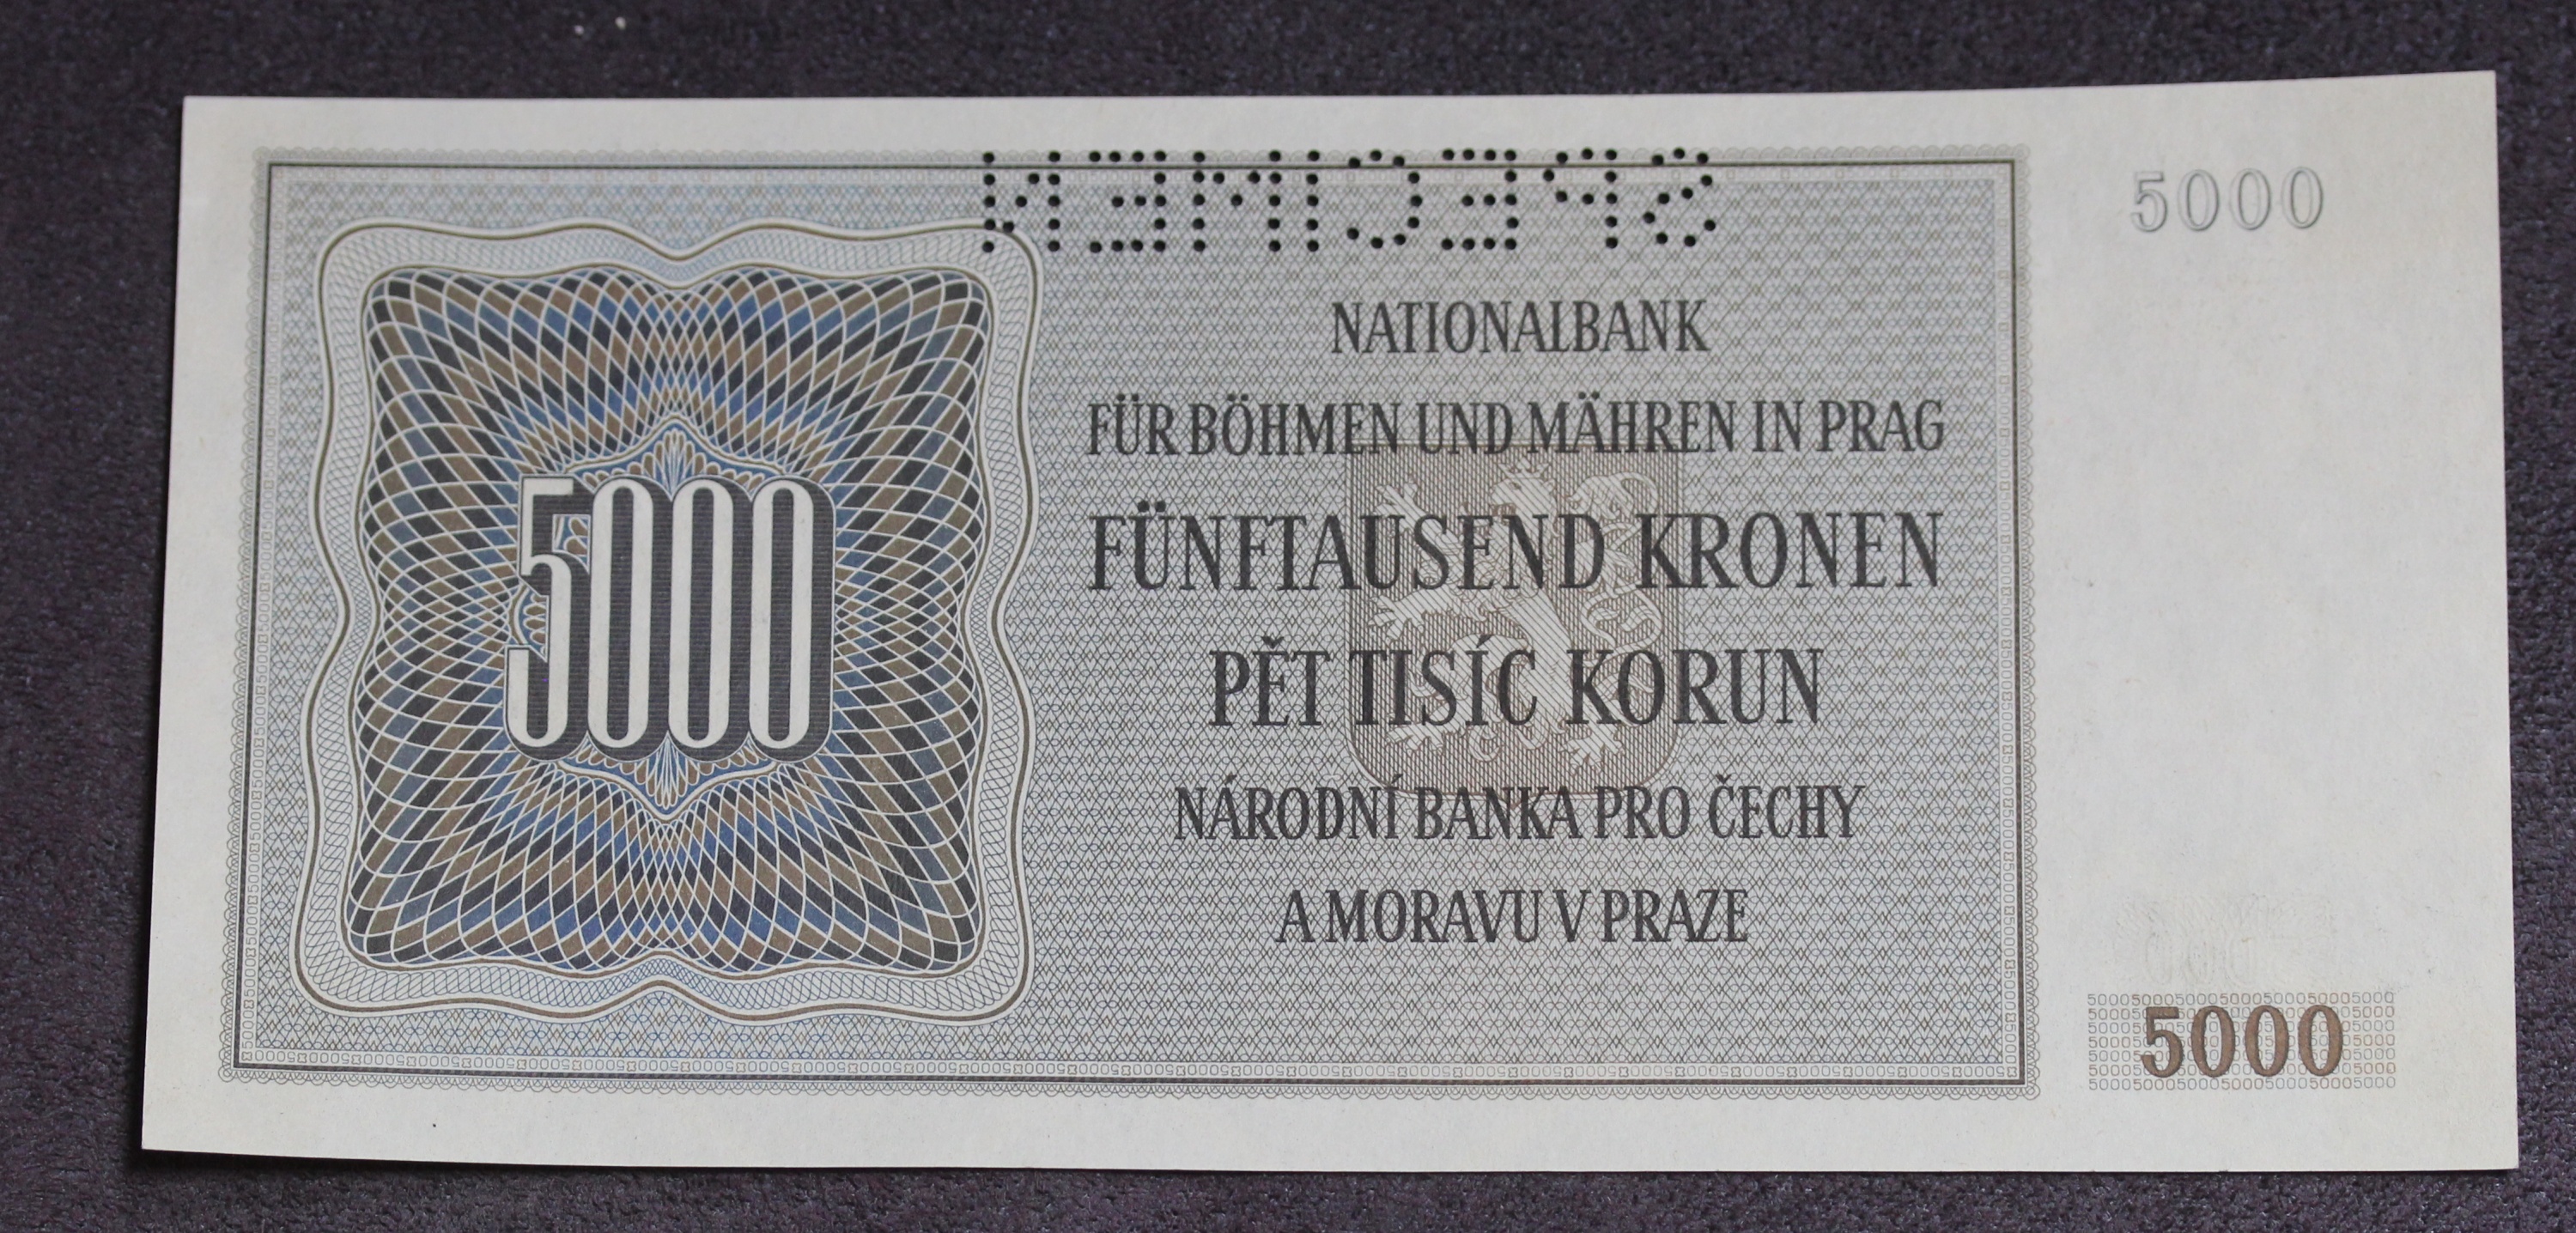 SPECIMEN
5000
NATIONALBANK
FÜR BÖHMEN UND MÄHREN IN PRAG
FÜNFTAUSEND KRONEN
5000
PĚT TISÍC KORUN
NÁRODNÍ BANKA PRO ČECHY
A MORAVU V PRAZE
5000